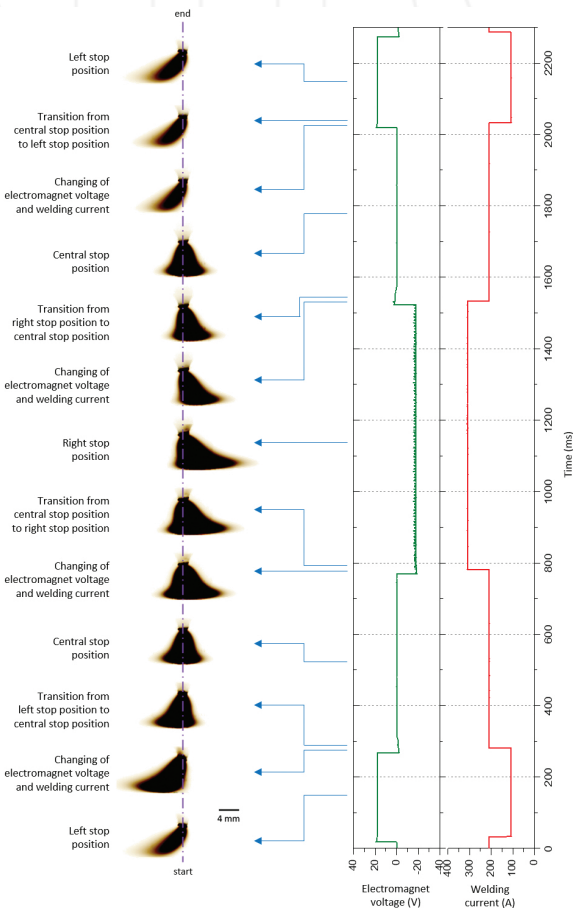 end
Left stop
position
Transition from
central stop position
to left stop position
Changing of
electromagnet voltage
and welding current
Central stop
position
Transition from
right stop position to
central stop position
Changing of
electromagnet voltage
and welding current
Right stop
position
Transition from
central stop position
to right stop position
Changing of
electromagnet voltage
and welding current
Central stop
position
Transition from
left stop position to
central stop position
Changing of
electromagnet voltage
and welding current
Left stop
position
4 mm
start
2200
2000
1800
1600
1400
1200
1000
800
600
400
200
0
Time (ms)
40 20 0 -20 -40
400 300 200 100 0
Electromagnet
voltage (V)
Welding
current (A)